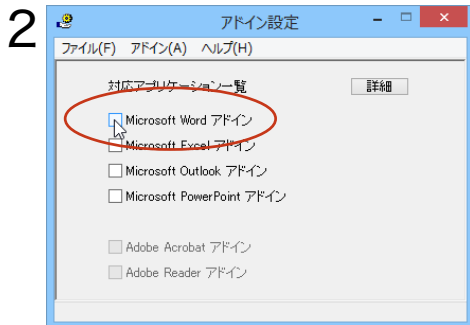 2
アドイン設定
ファイル(F) アドイン(A) ヘルプ(H)
対応アプリケーション一覧 詳細
Microsoft Word アドイン
Microsoft Excel アドイン
Microsoft Outlook アドイン
Microsoft PowerPoint アドイン
Adobe Acrobat アドイン
Adobe Reader アドイン